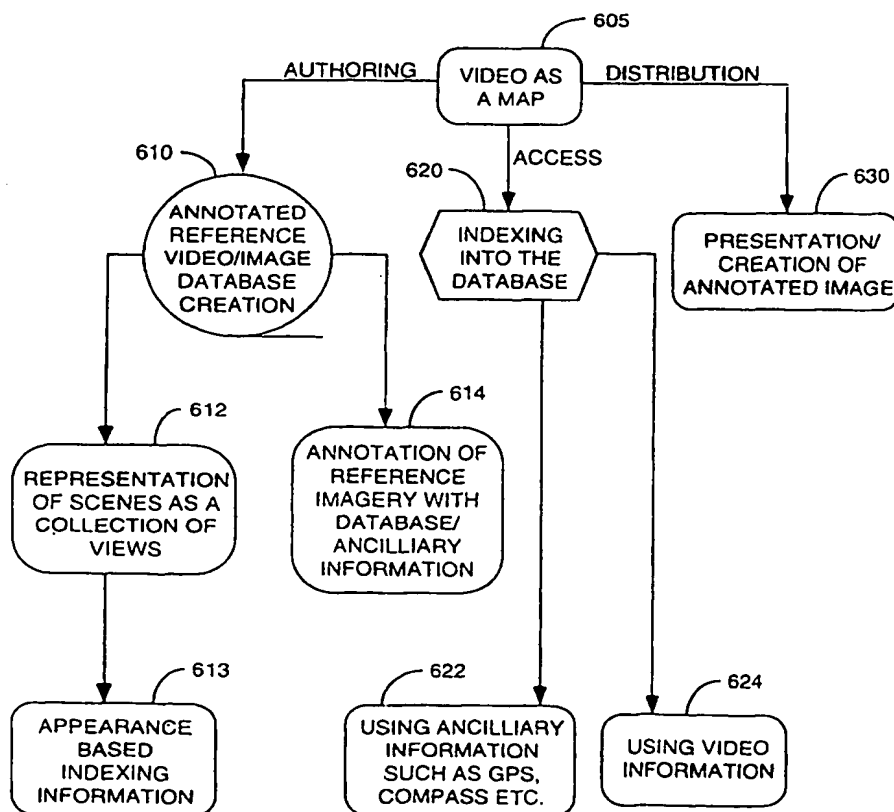 605
AUTHORING
VIDEO AS
A MAP
DISTRIBUTION
610
ACCESS
620
630
ANNOTATED
REFERENCE
VIDEO/IMAGE
DATABASE
CREATION
INDEXING
INTO THE
DATABASE
PRESENTATION/
CREATION OF
ANNOTATED IMAGE
612
614
REPRESENTATION
OF SCENES AS A
COLLECTION OF
VIEWS
ANNOTATION OF
REFERENCE
IMAGERY WITH
DATABASE/
ANCILLIARY
INFORMATION
613
622
624
APPEARANCE
BASED
INDEXING
INFORMATION
USING ANCILLIARY
INFORMATION
SUCH AS GPS,
COMPASS ETC.
USING VIDEO
INFORMATION